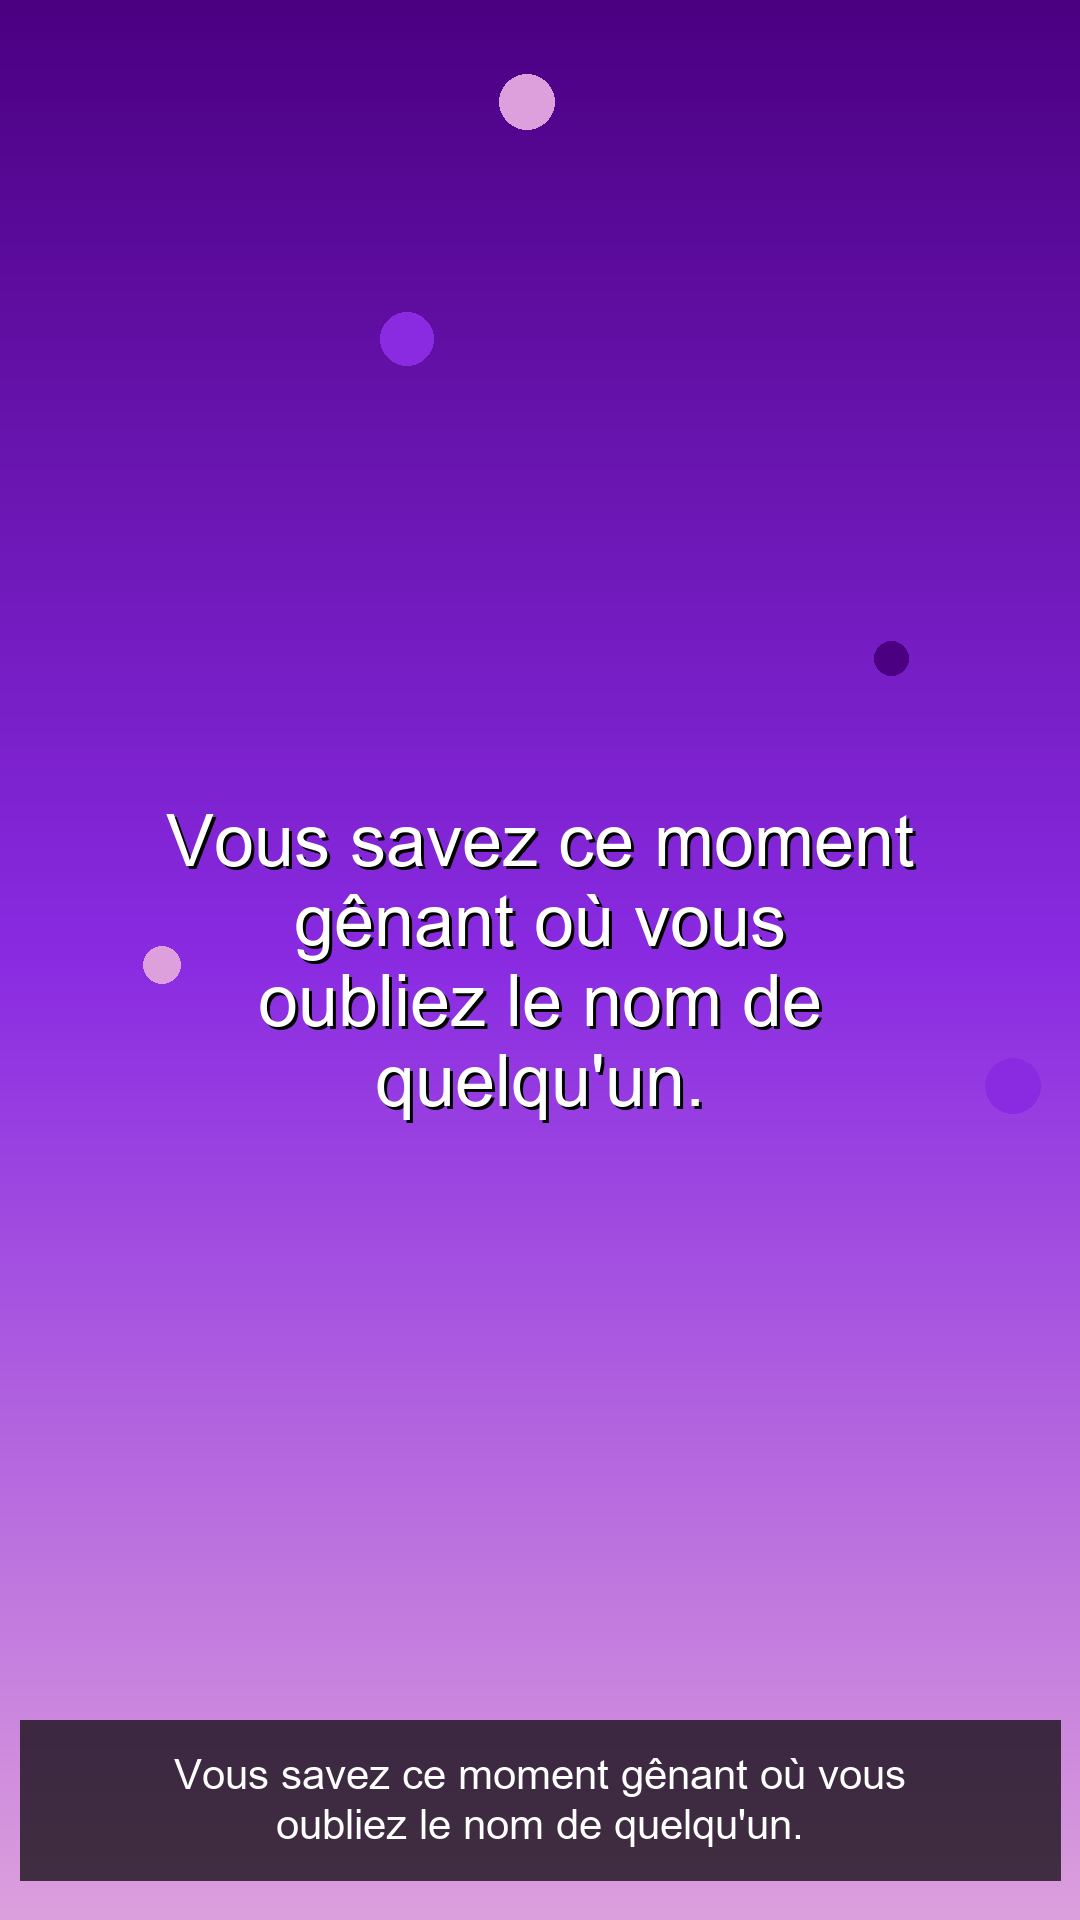 Vous savez ce moment
gênant où vous
oubliez le nom de
quelqu'un.
Vous savez ce moment gênant où vous
oubliez le nom de quelqu'un.